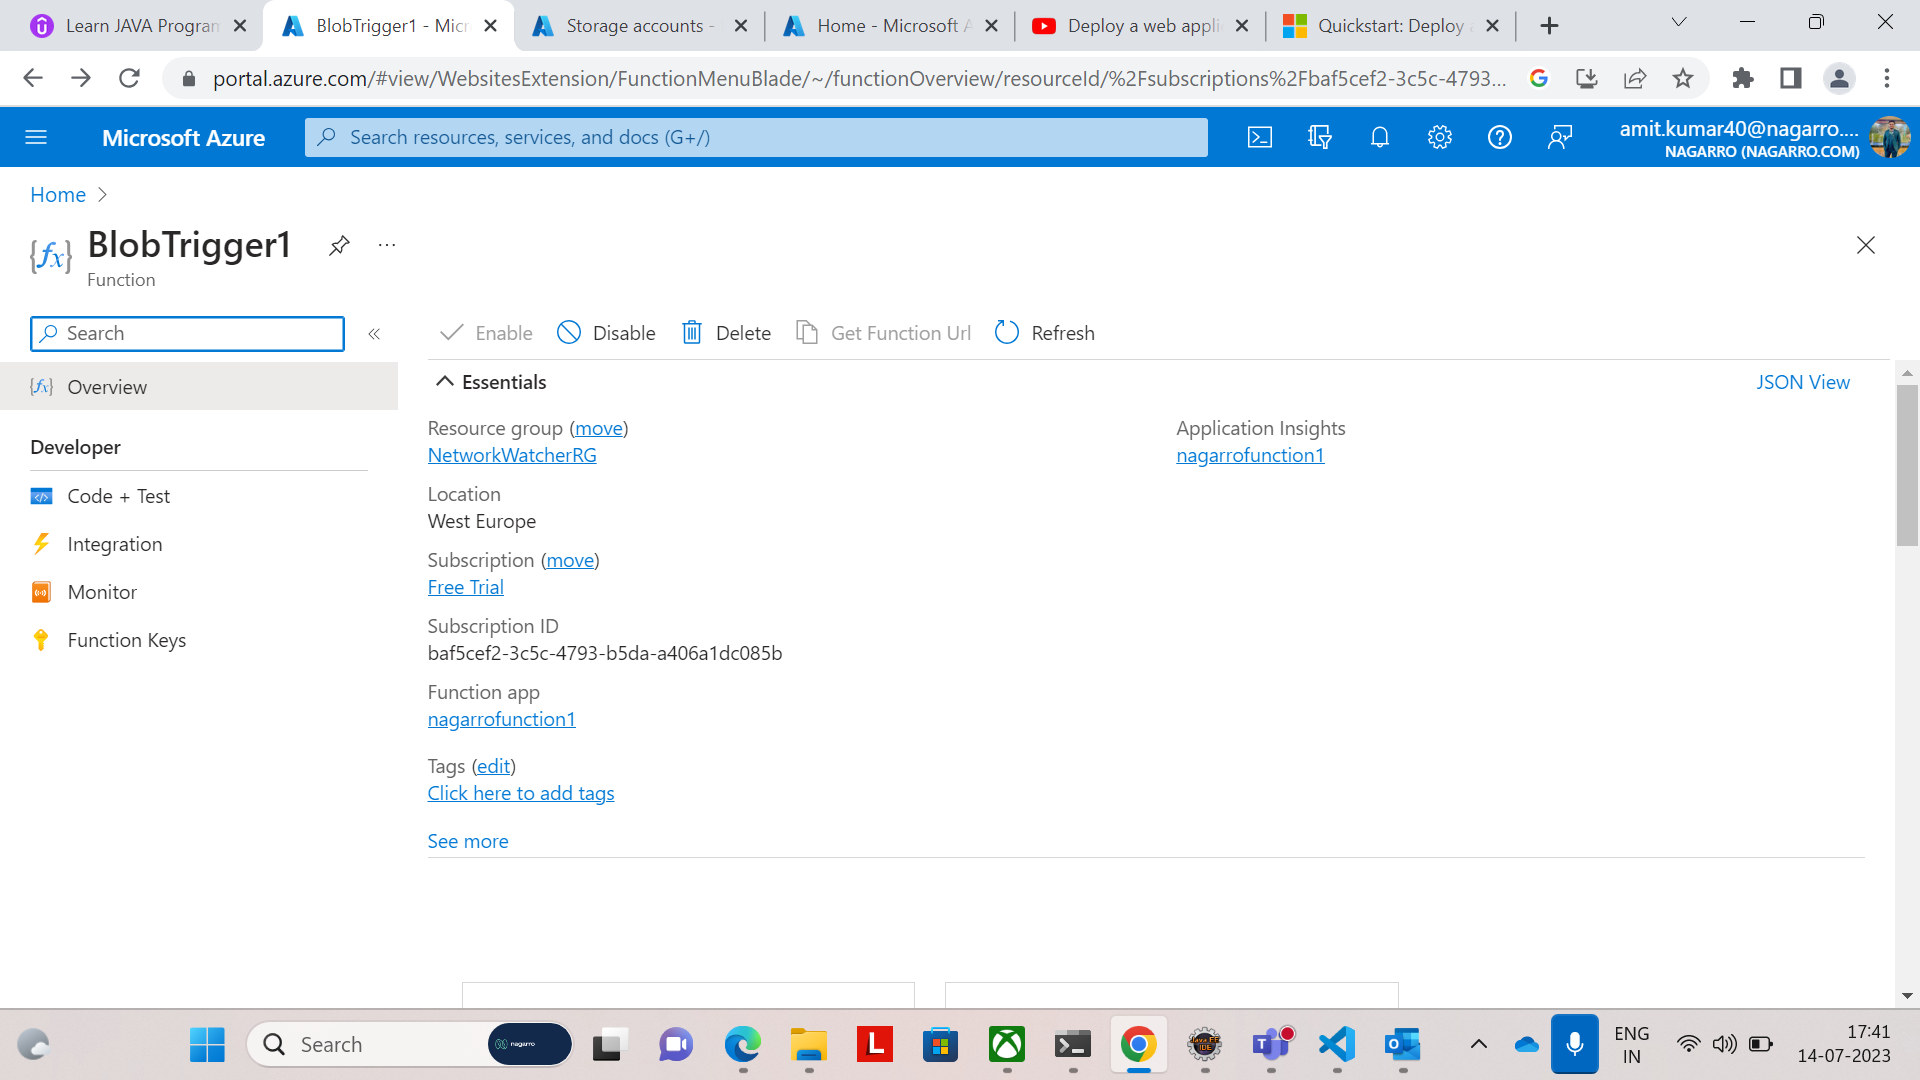 Learn JAVA Program
BlobTrigger1 - Micr
Storage accounts -
Home - Microsoft A
Deploy a web appli
Quickstart: Deploy a
portal.azure.com/#view/WebsitesExtension/FunctionMenuBlade/~/functionOverview/resourceId/%2Fsubscriptions%2Fbaf5cef2-3c5c-4793...
Microsoft Azure
Search resources, services, and docs (G+/)
amit.kumar40@nagarro....
NAGARRO (NAGARRO.COM)
Home
BlobTrigger1
...
Function
Search
Enable
Disable
Delete
Get Function Url
Refresh
Overview
Essentials
JSON View
Resource group (move)
NetworkWatcherRG
Application Insights
nagarrofunction1
Developer
Code + Test
Integration
Monitor
Function Keys
Location
West Europe
Subscription (move)
Free Trial
Subscription ID
baf5cef2-3c5c-4793-b5da-a406a1dc085b
Function app
nagarrofunction1
Tags (edit)
Click here to add tags
See more
Search
nagarro
ENG
IN
17:41
14-07-2023